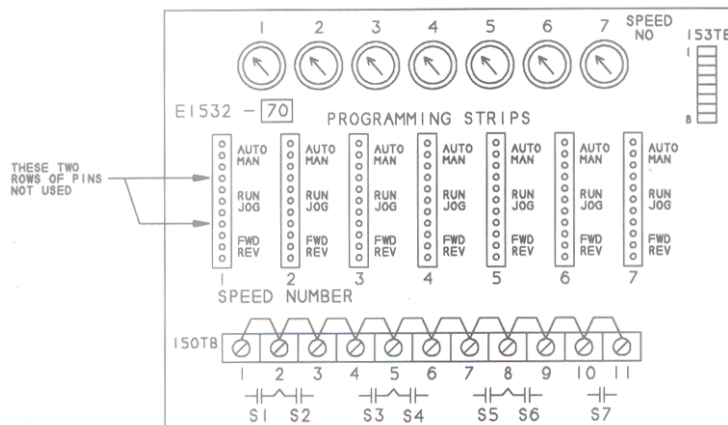 1 2 3 4 5 6 7 SPEED NO
153TB
1
8
E1532 - 70
PROGRAMMING STRIPS
THESE TWO
ROWS OF PINS
NOT USED
AUTO AUTO AUTO AUTO AUTO AUTO AUTO
MAN MAN MAN MAN MAN MAN MAN
RUN RUN RUN RUN RUN RUN RUN
JOG JOG JOG JOG JOG JOG JOG
FWD FWD FWD FWD FWD FWD FWD
REV REV REV REV REV REV REV
1 2 3 4 5 6 7
SPEED NUMBER
150TB
1 2 3 4 5 6 7 8 9 10 11
S1 S2 S3 S4 S5 S6 S7